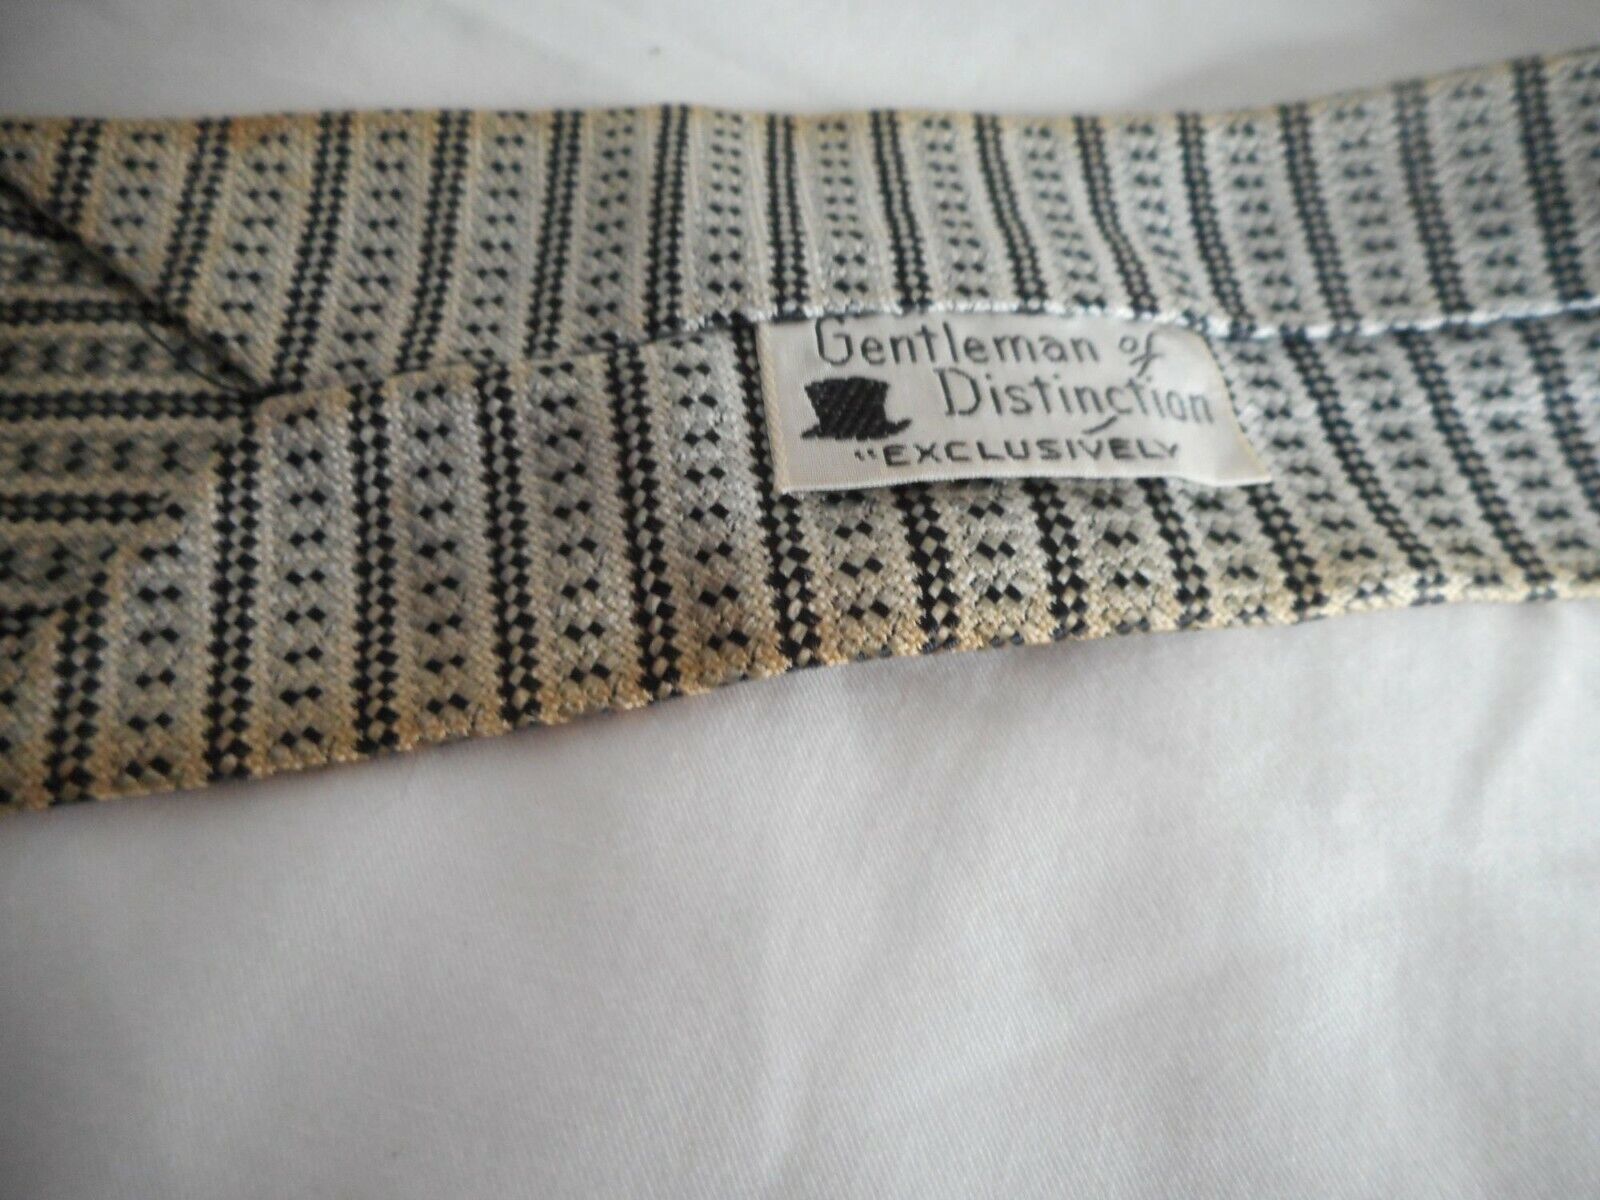 Gentleman of
Distinction
"EXCLUSIVELY